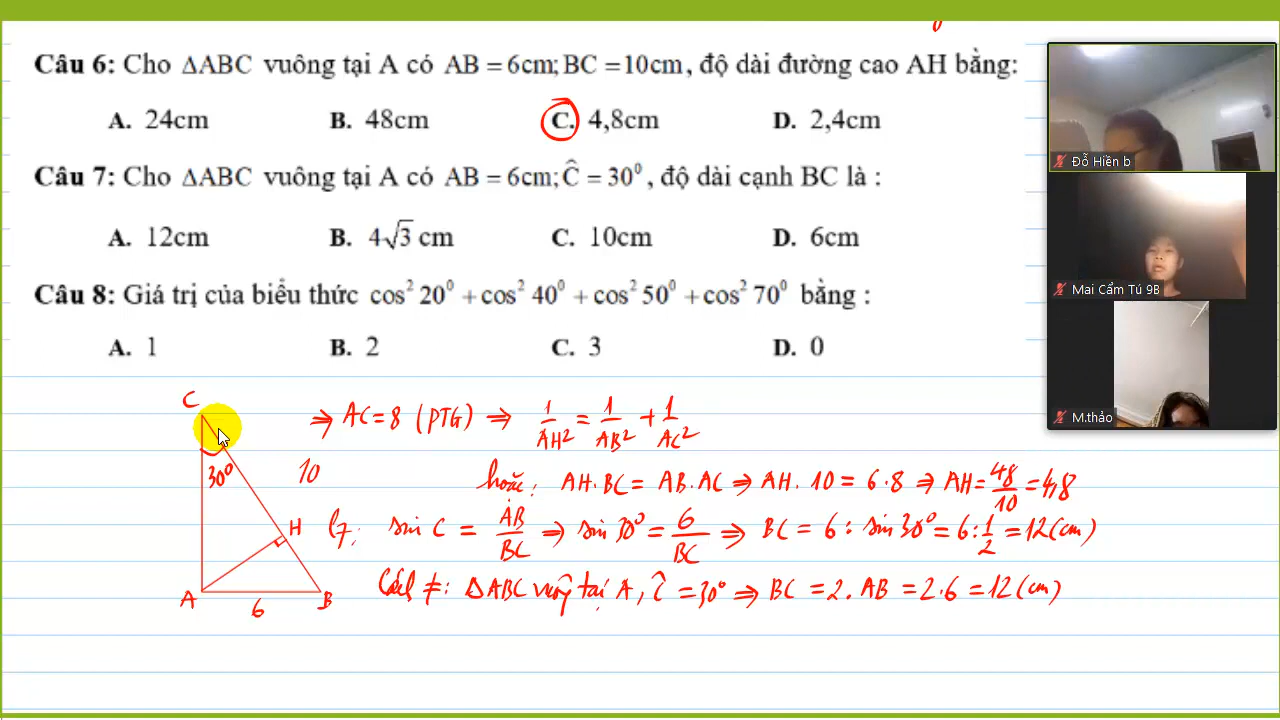 Câu 6: Cho ΔABC vuông tại A có AB = 6cm; BC = 10cm, độ dài đường cao AH bằng:
A. 24cm B. 48cm C. 4,8cm D. 2,4cm
Đỗ Hiền b
Câu 7: Cho ΔABC vuông tại A có AB = 6cm; Ĉ = 30⁰, độ dài cạnh BC là :
A. 12cm B. 4√3 cm C. 10cm D. 6cm
Mai Cẩm Tú 9B
Câu 8: Giá trị của biểu thức cos² 20⁰ + cos² 40⁰ + cos² 50⁰ + cos² 70⁰ bằng :
A. 1 B. 2 C. 3 D. 0
M.thảo
C
⇒ AC = 8 (PTG) ⇒ 1/AH² = 1/AB² + 1/AC²
30⁰ 10
hoặc: AH.BC = AB.AC ⇒ AH.10 = 6.8 ⇒ AH = 48/10 = 4,8
H
7. sin C = AB/BC ⇒ sin 30⁰ = 6/BC ⇒ BC = 6 : sin 30⁰ = 6 : 1/2 = 12 (cm)
Cách ≠: ΔABC vuông tại A, Ĉ = 30⁰ ⇒ BC = 2.AB = 2.6 = 12 (cm)
A 6 B